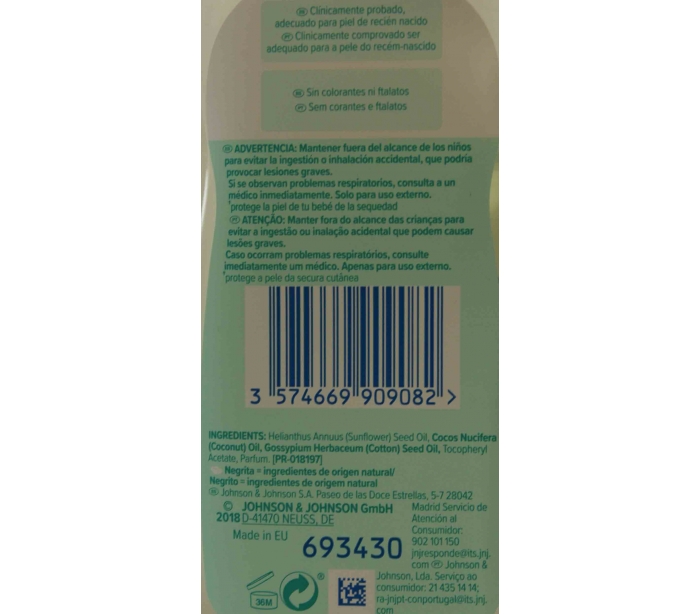 ES Clínicamente probado,
adecuado para piel de recién nacido
PT Clinicamente comprovado ser
adequado para a pele do recém-nascido
ES Sin colorantes ni ftalatos
PT Sem corantes e ftalatos
ES ADVERTENCIA: Mantener fuera del alcance de los niños
para evitar la ingestión o inhalación accidental, que podría
provocar lesiones graves.
Si se observan problemas respiratorios, consulta a un
médico inmediatamente. Solo para uso externo.
*protege la piel de tu bebé de la sequedad
PT ATENÇÃO: Manter fora do alcance das crianças para
evitar a ingestão ou inalação acidental que podem causar
lesões graves.
Caso ocorram problemas respiratórios, consulte
imediatamente um médico. Apenas para uso externo.
*protege a pele da secura cutânea
3 574669 909082 >
INGREDIENTS: Helianthus Annuus (Sunflower) Seed Oil, Cocos Nucifera
(Coconut) Oil, Gossypium Herbaceum (Cotton) Seed Oil, Tocopheryl
Acetate, Parfum. [PR-018197]
Negrita = ingredientes de origen natural/
Negrito = ingredientes de origem natural
ES Johnson & Johnson S.A. Paseo de las Doce Estrellas, 5-7 28042
Madrid Servicio de
Atención al
Consumidor:
902 101 150
jnjresponde@its.jnj.
com PT Johnson &
Johnson, Lda. Serviço ao
consumidor: 21 435 14 14;
ra-jnjpt-conportugal@its.jnj.
com
© JOHNSON & JOHNSON GmbH
2018 D-41470 NEUSS, DE
Made in EU
693430
36M
®